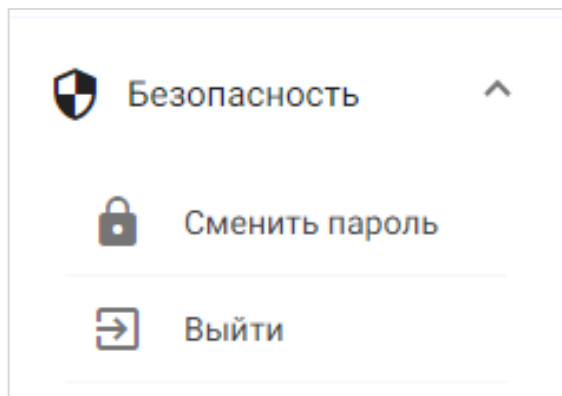 Безопасность
Сменить пароль
Выйти